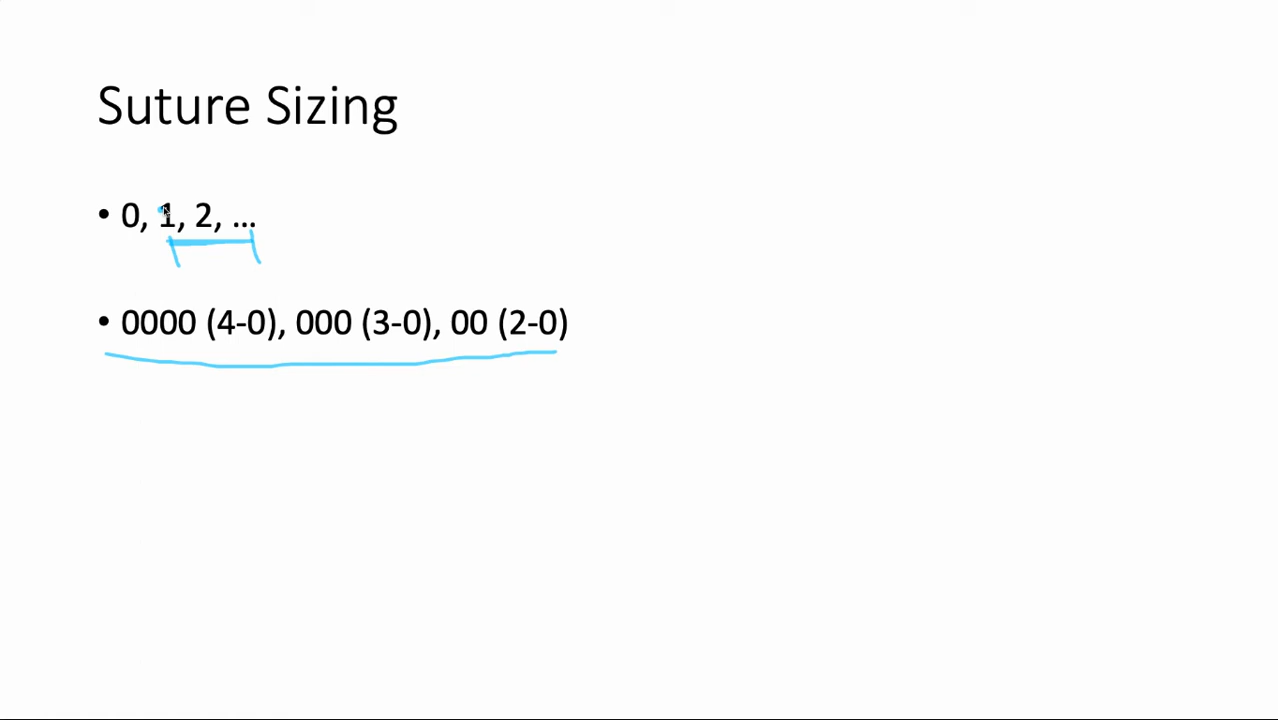 Suture Sizing
• 0, 1, 2, ...
• 0000 (4-0), 000 (3-0), 00 (2-0)